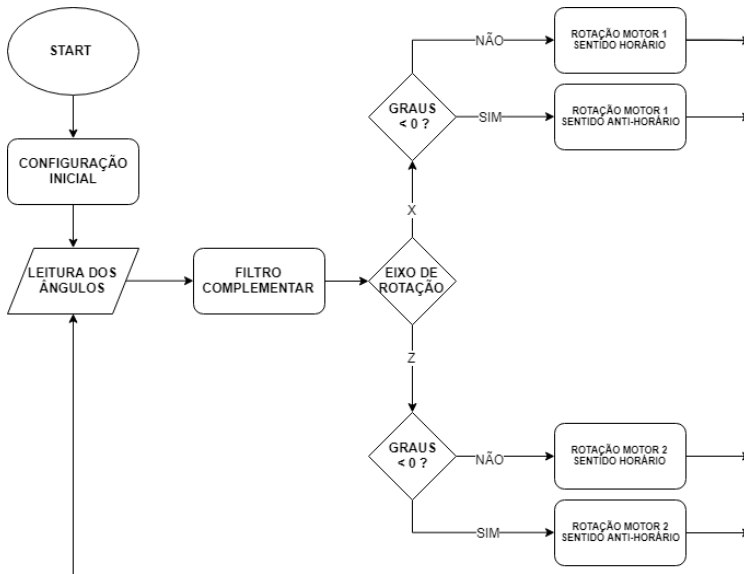 START
CONFIGURAÇÃO
INICIAL
LEITURA DOS
ÂNGULOS
FILTRO
COMPLEMENTAR
EIXO DE
ROTAÇÃO
X
GRAUS
< 0 ?
NÃO
ROTAÇÃO MOTOR 1
SENTIDO HORÁRIO
SIM
ROTAÇÃO MOTOR 1
SENTIDO ANTI-HORÁRIO
Z
GRAUS
< 0 ?
NÃO
ROTAÇÃO MOTOR 2
SENTIDO HORÁRIO
SIM
ROTAÇÃO MOTOR 2
SENTIDO ANTI-HORÁRIO